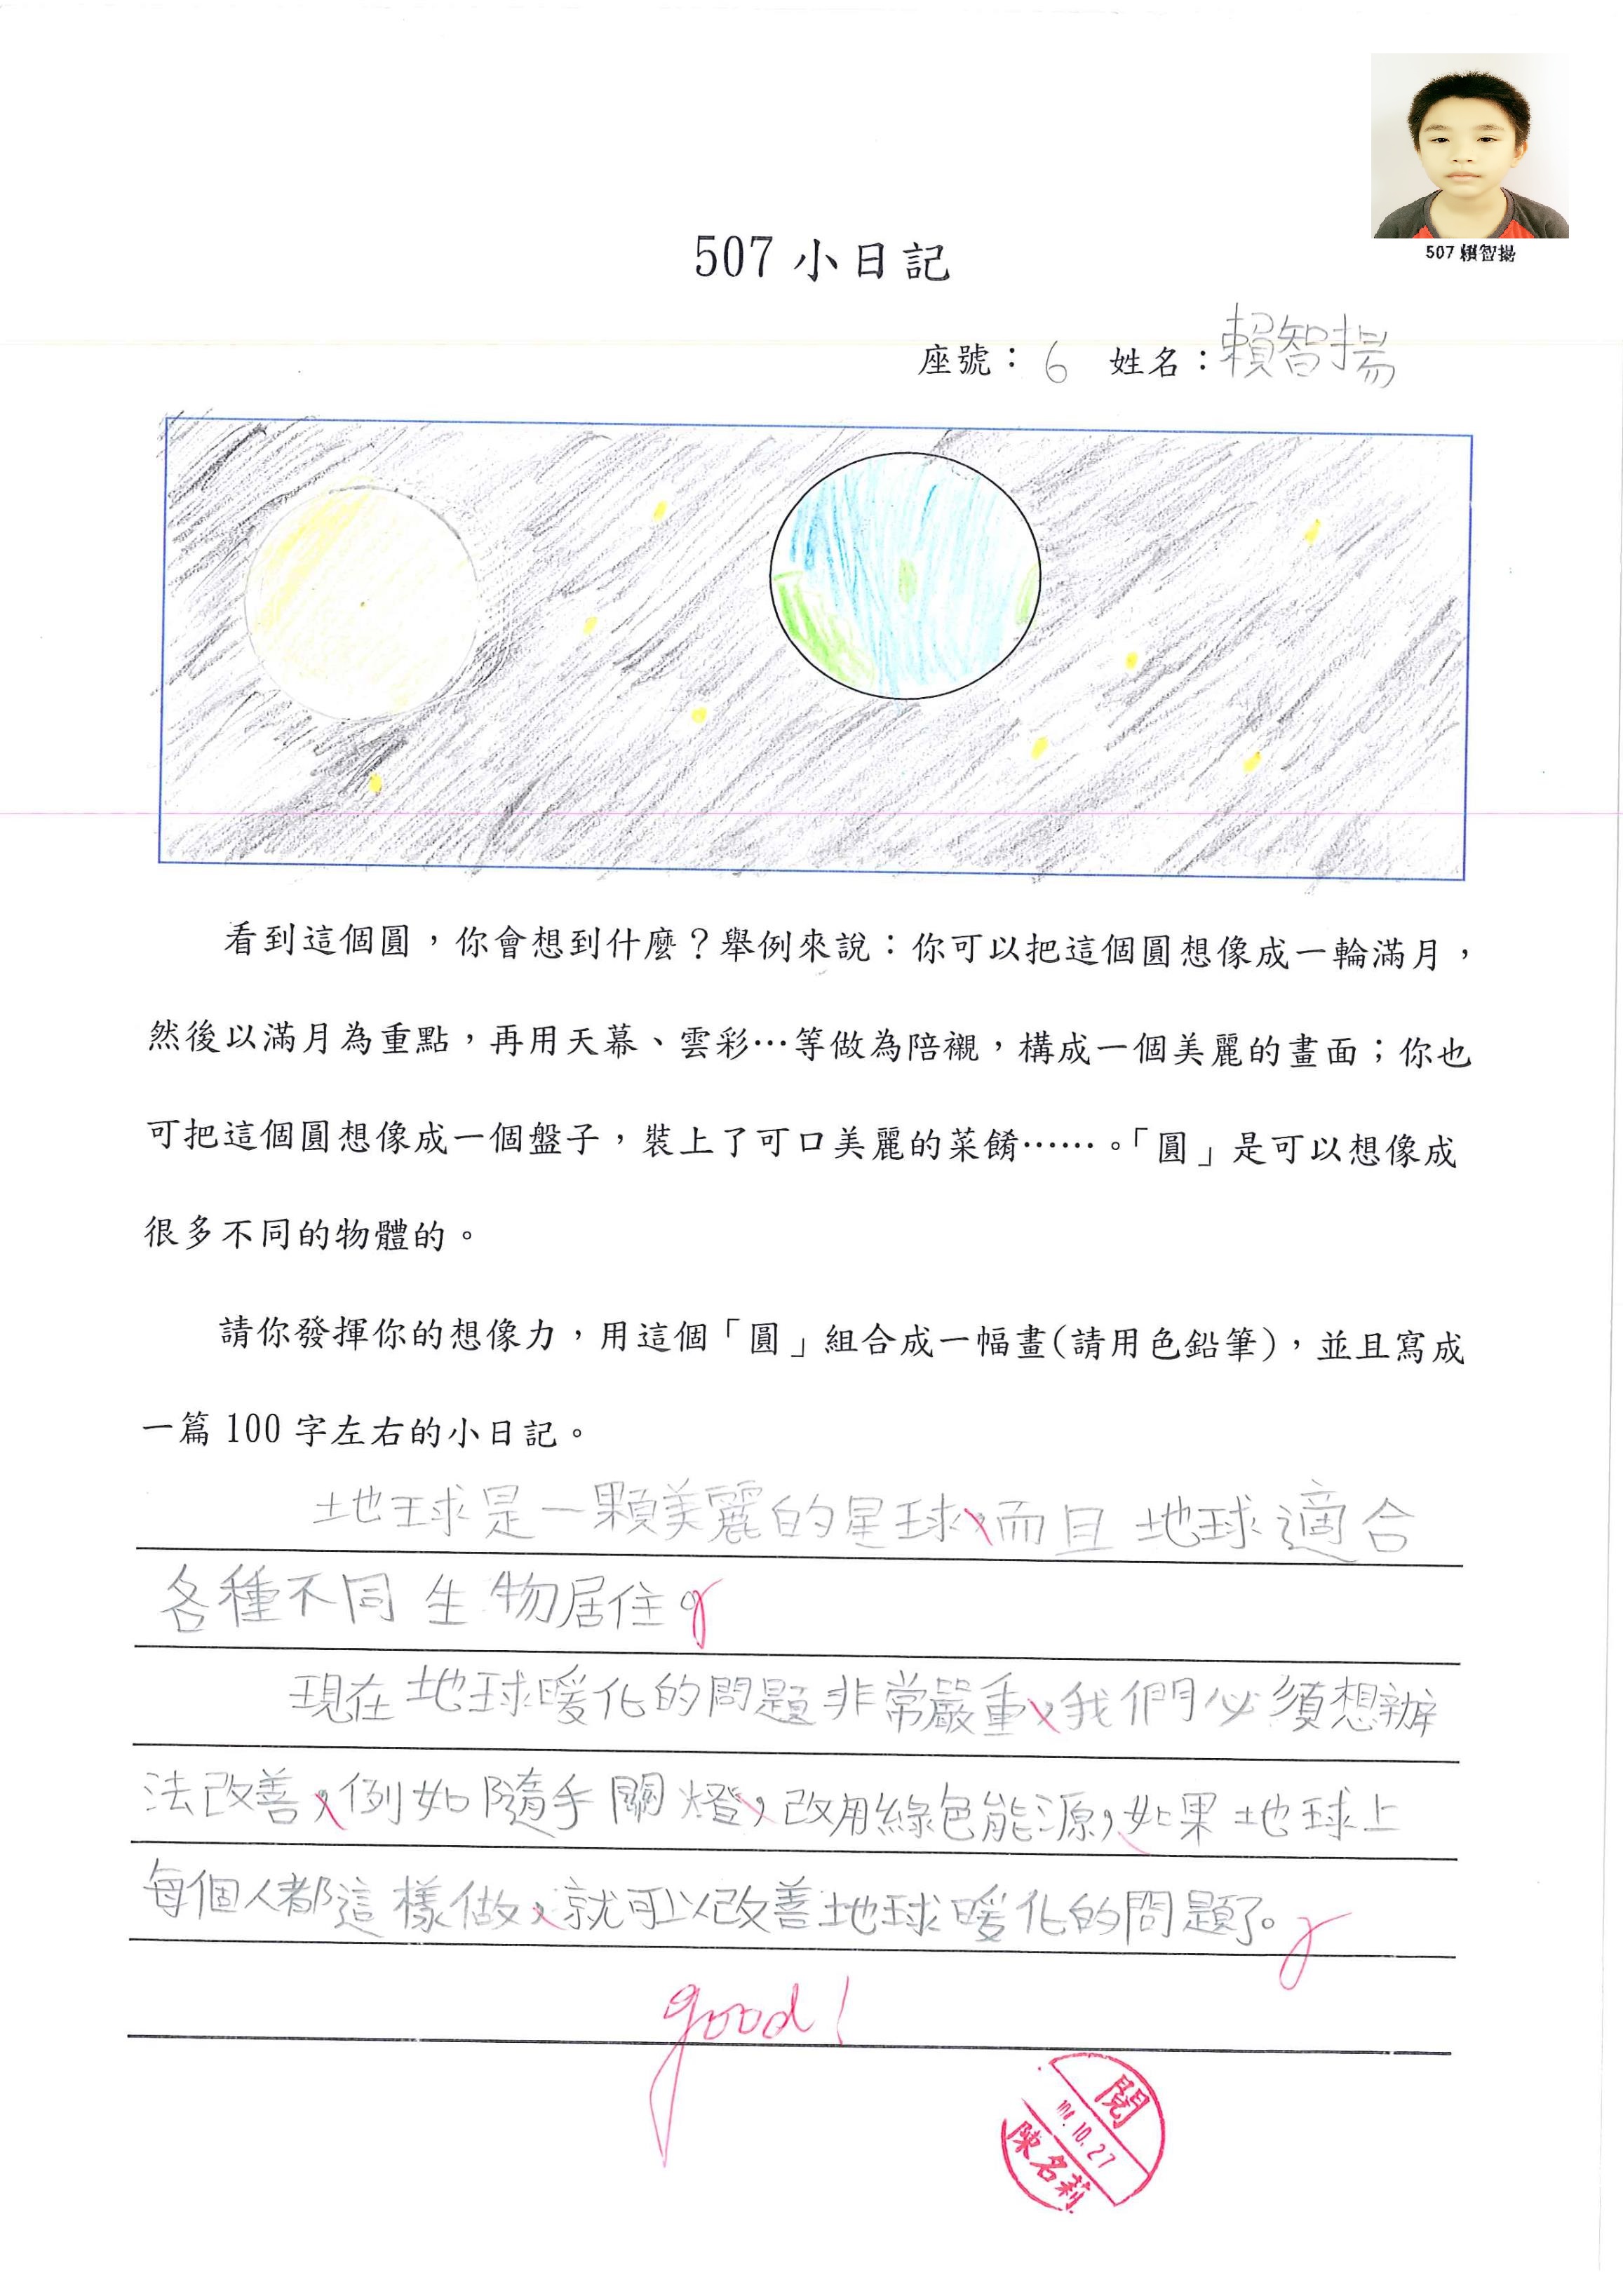 507 賴智揚
507 小日記
座號：6 姓名：賴智揚
看到這個圓，你會想到什麼？舉例來說：你可以把這個圓想像成一輪滿月，
然後以滿月為重點，再用天幕、雲彩…等做為陪襯，構成一個美麗的畫面；你也
可把這個圓想像成一個盤子，裝上了可口美麗的菜餚……。「圓」是可以想像成
很多不同的物體的。
請你發揮你的想像力，用這個「圓」組合成一幅畫(請用色鉛筆)，並且寫成
一篇 100 字左右的小日記。
地球是一顆美麗的星球，而且地球適合
各種不同生物居住。
現在地球暖化的問題非常嚴重，我們必須想辦
法改善，例如隨手關燈，改用綠色能源，如果地球上
每個人都這樣做，就可以改善地球暖化的問題了。
good!
閱
10.27
陳名莉